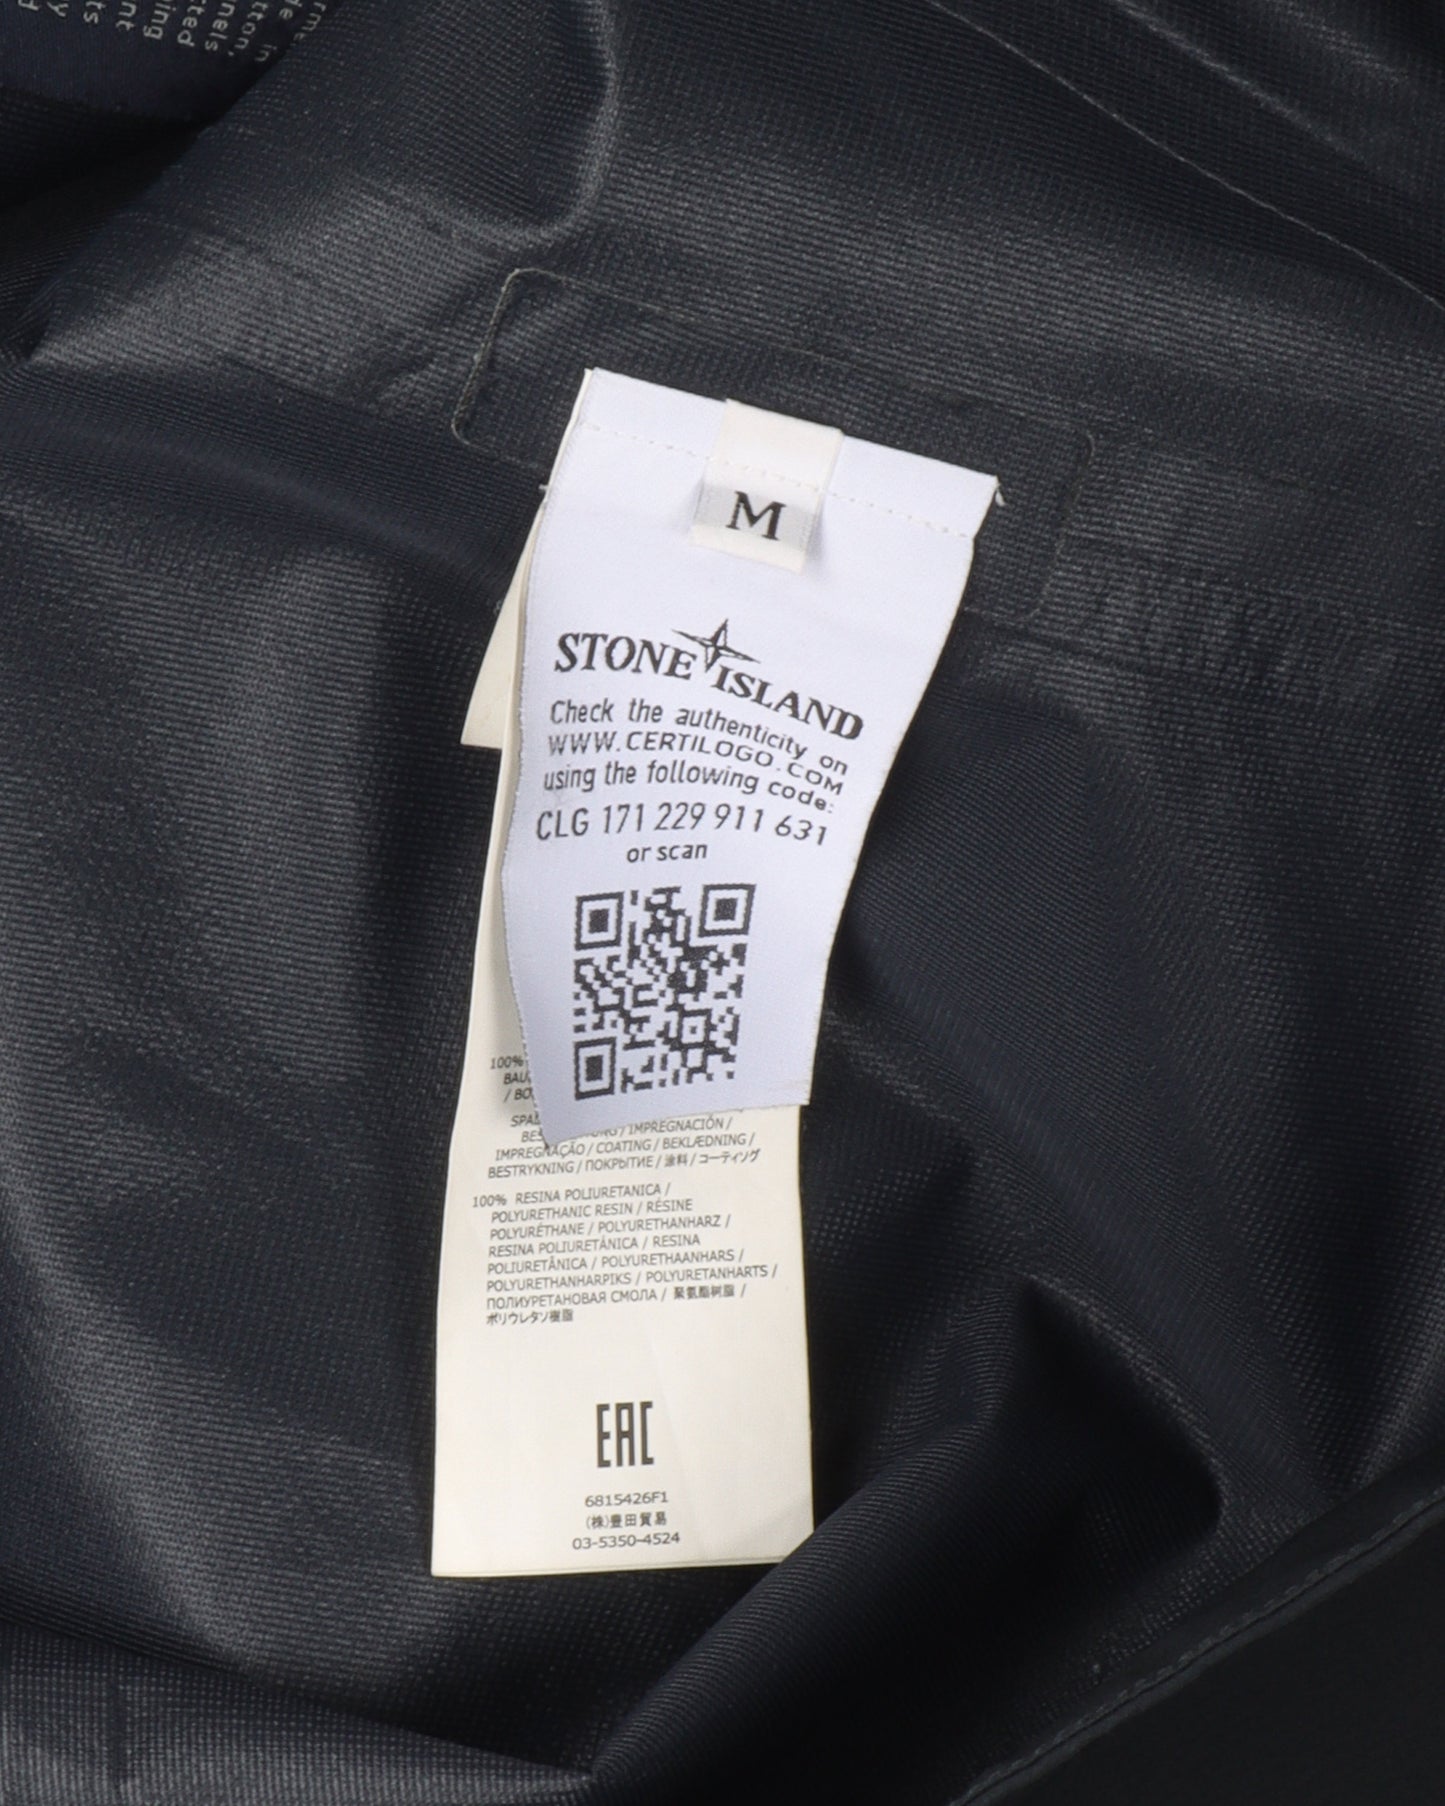 M
STONE ISLAND
Check the authenticity on
WWW.CERTILOGO.COM
using the following code:
CLG 171 229 911 631
or scan
100%
/ IMPREGNACIÓN /
IMPREGNAÇÃO / COATING / BEKLÆDNING /
BESTRYKNING / ПОКРЫТИЕ / 涂料 / コーティング
100% RESINA POLIURETANICA /
POLYURETHANIC RESIN / RÉSINE
POLYURÉTHANE / POLYURETHANHARZ /
RESINA POLIURETÁNICA / RESINA
POLIURETÂNICA / POLYURETHAANHARS /
POLYURETHANHARPIKS / POLYURETANHARTS /
ПОЛИУРЕТАНОВАЯ СМОЛА / 聚氨酯树脂 /
ポリウレタン樹脂
EAC
6815426F1
(株)豊田貿易
03-5350-4524